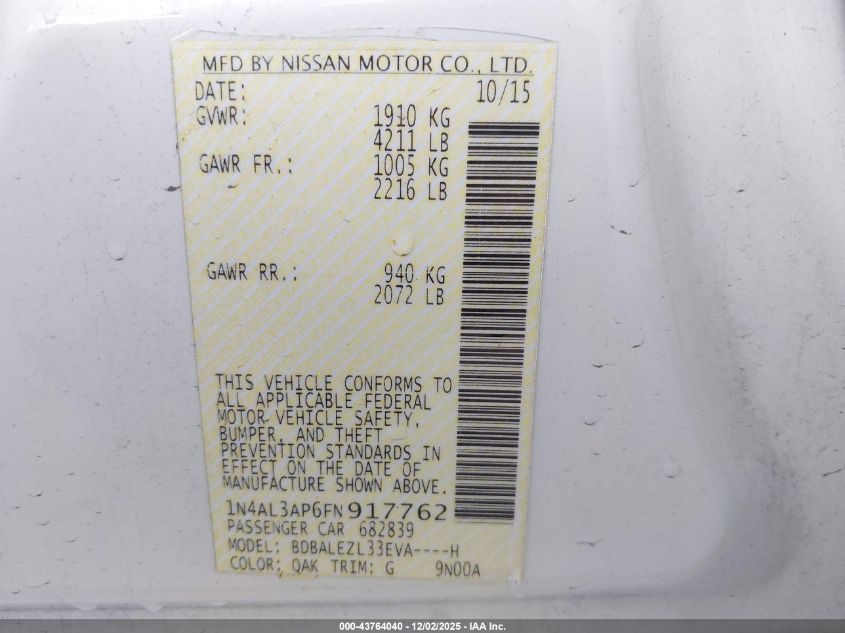 MFD BY NISSAN MOTOR CO., LTD.
DATE: 10/15
GVWR: 1910 KG
4211 LB
GAWR FR.: 1005 KG
2216 LB
GAWR RR.: 940 KG
2072 LB
THIS VEHICLE CONFORMS TO
ALL APPLICABLE FEDERAL
MOTOR VEHICLE SAFETY,
BUMPER, AND THEFT
PREVENTION STANDARDS IN
EFFECT ON THE DATE OF
MANUFACTURE SHOWN ABOVE.
1N4AL3AP6FN917762
PASSENGER CAR 682839
MODEL: BDBALEZL33EVA----H
COLOR: QAK TRIM: G 9N00A
000-43764040 - 12/02/2025 - IAA Inc.